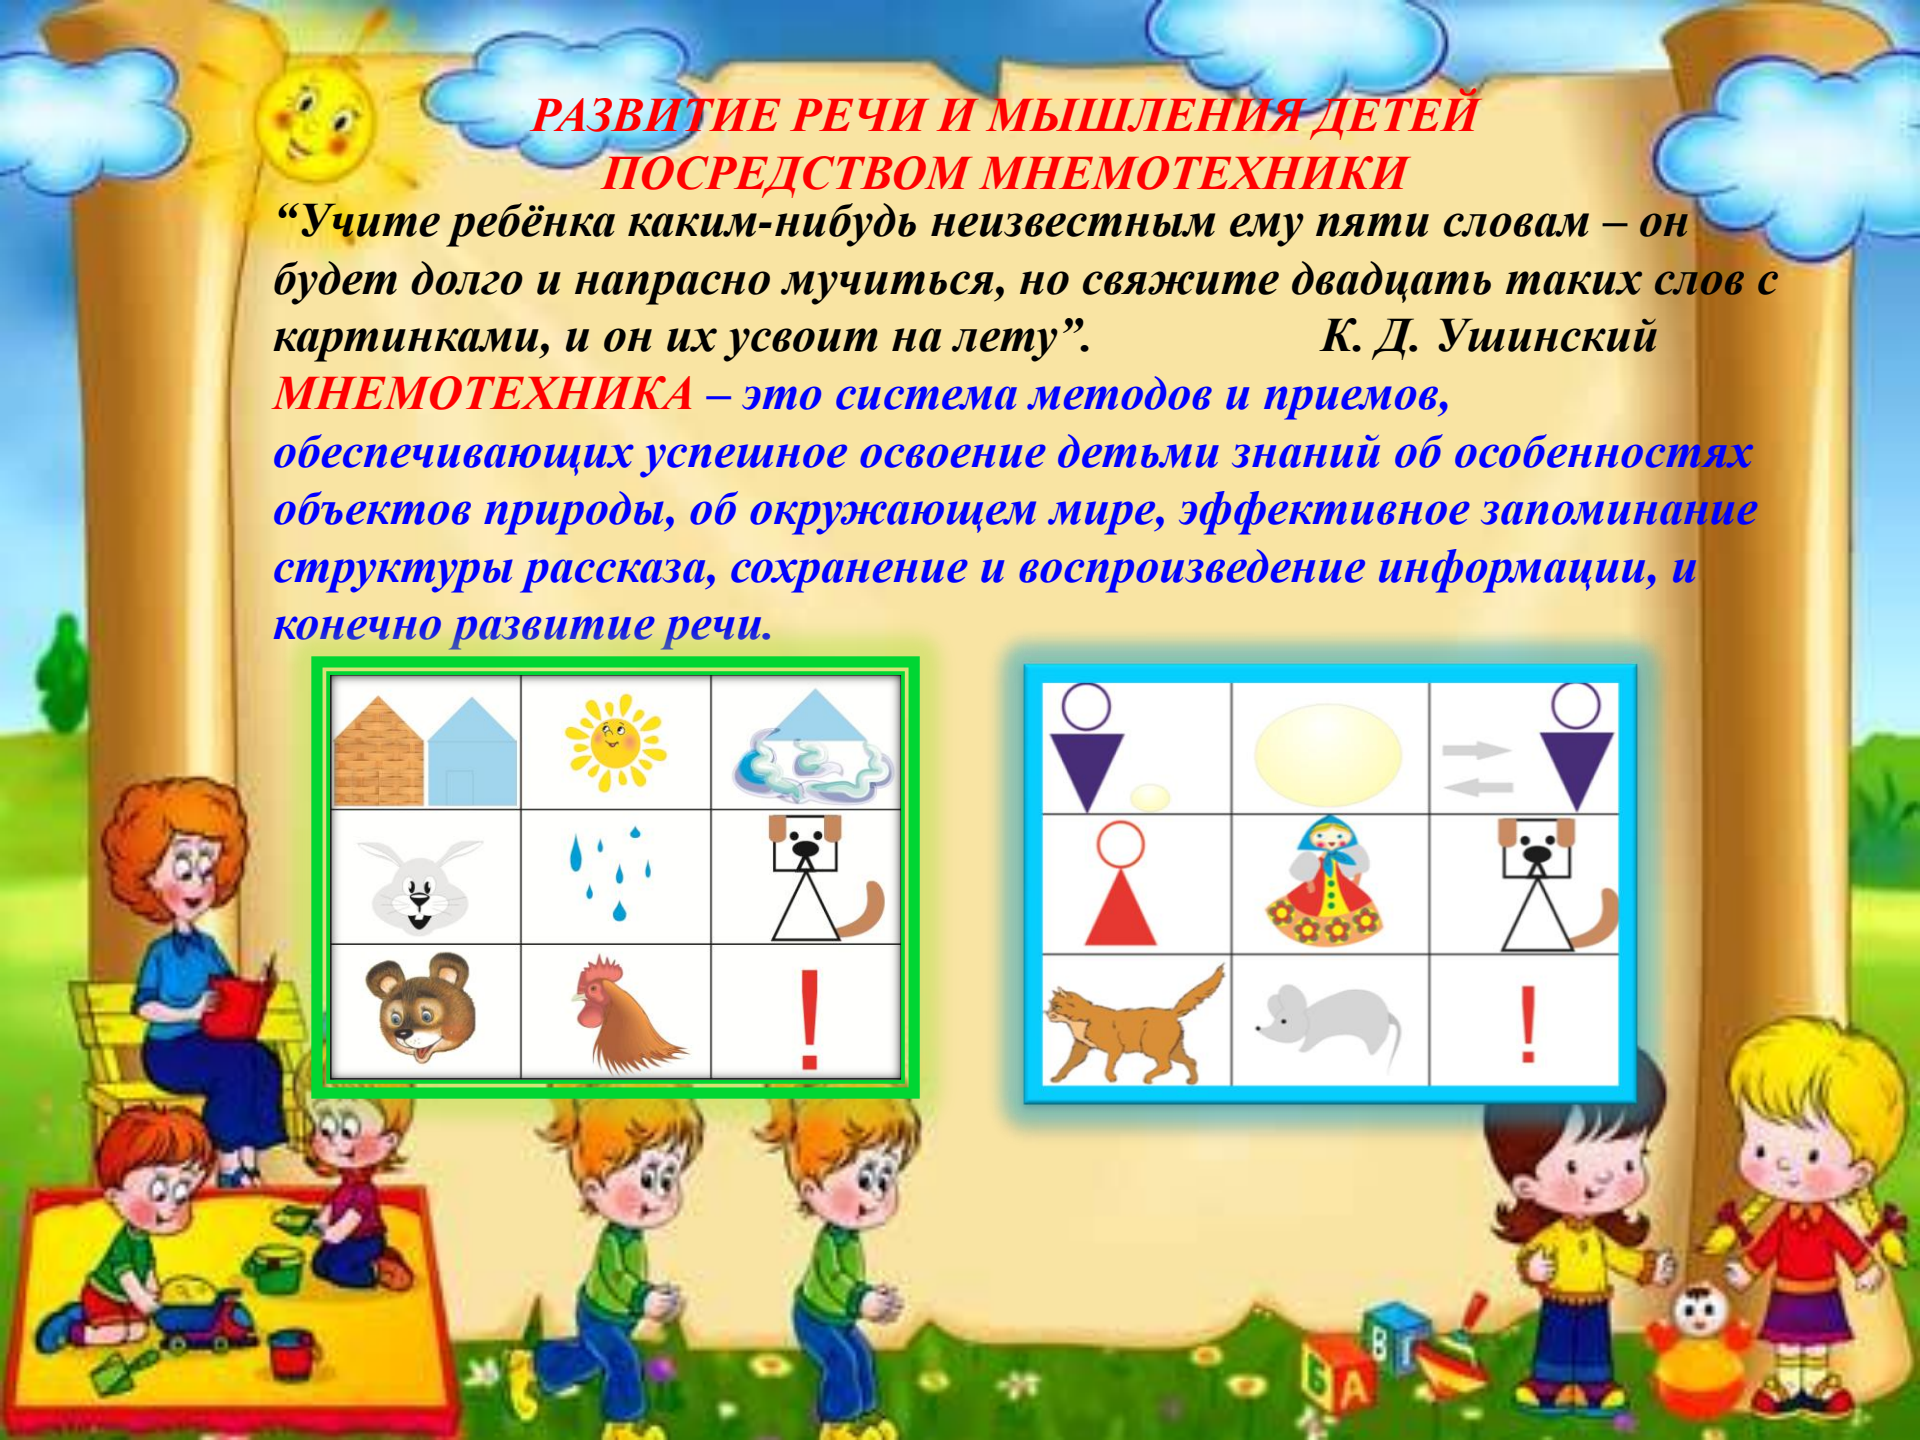 РАЗВИТИЕ РЕЧИ И МЫШЛЕНИЯ ДЕТЕЙ
ПОСРЕДСТВОМ МНЕМОТЕХНИКИ
“Учите ребёнка каким-нибудь неизвестным ему пяти словам – он
будет долго и напрасно мучиться, но свяжите двадцать таких слов с
картинками, и он их усвоит на лету”. К. Д. Ушинский
МНЕМОТЕХНИКА – это система методов и приемов,
обеспечивающих успешное освоение детьми знаний об особенностях
объектов природы, об окружающем мире, эффективное запоминание
структуры рассказа, сохранение и воспроизведение информации, и
конечно развитие речи.
!
!
В Г
Б А